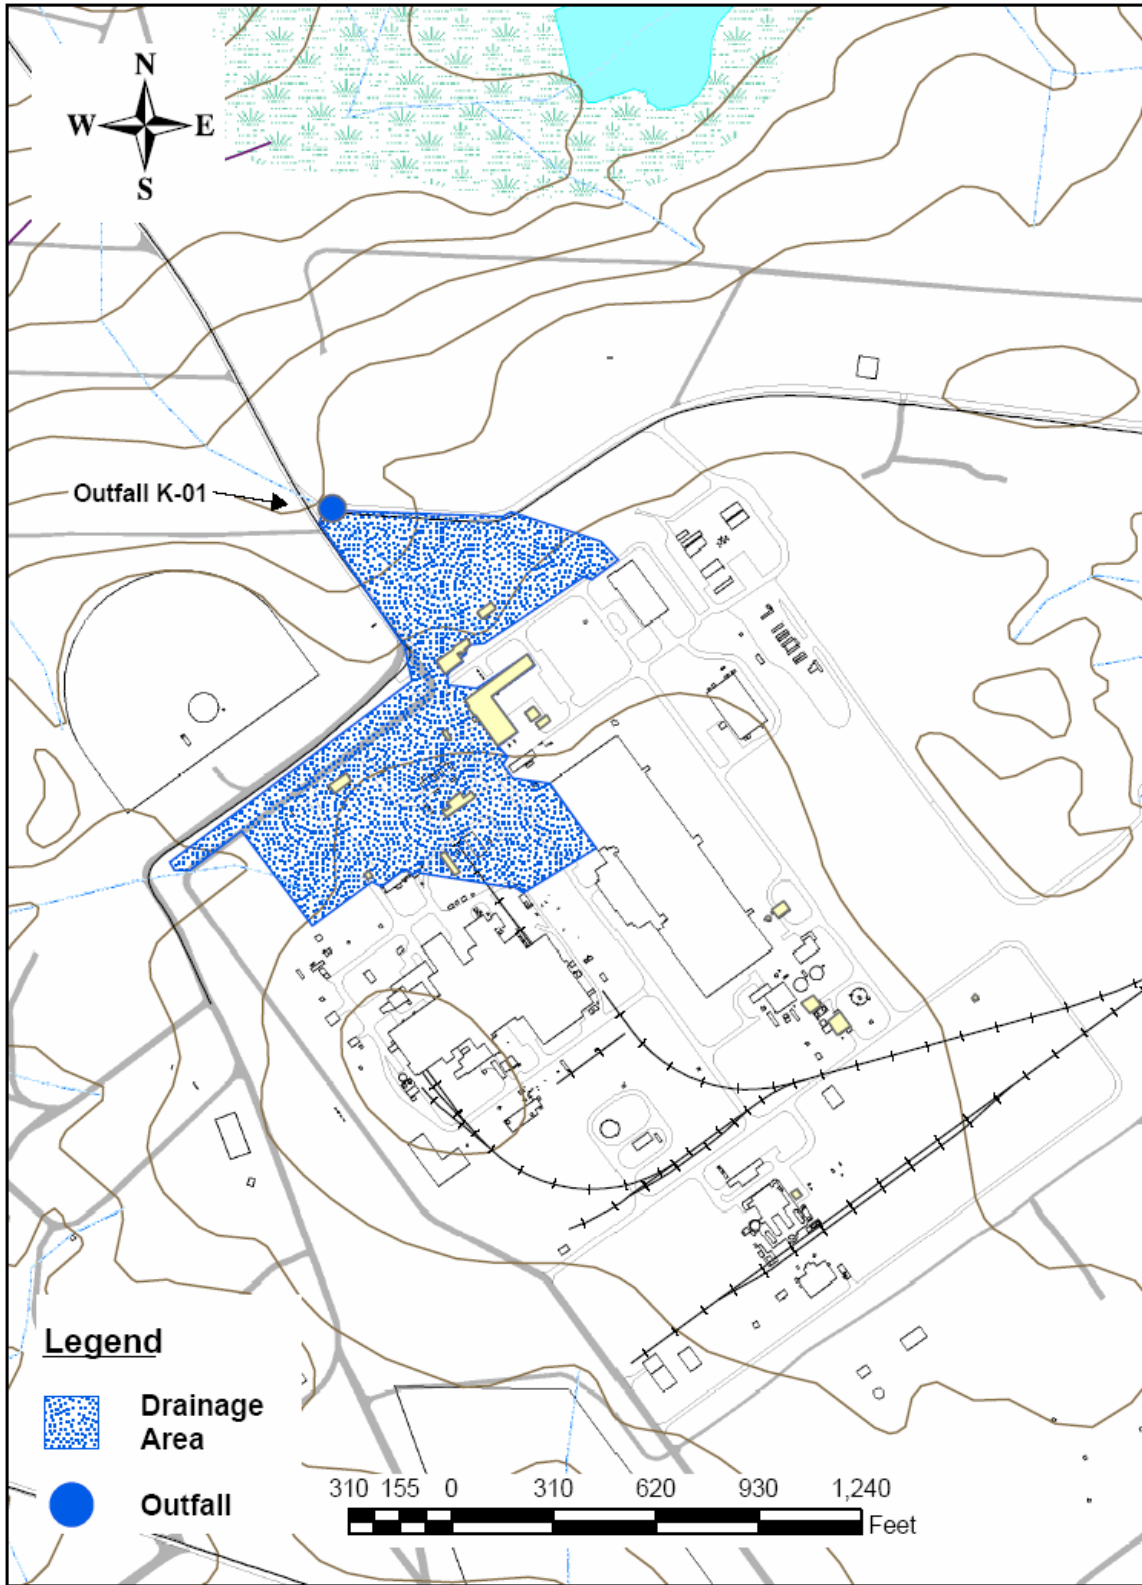 N
W E
S
Outfall K-01
Legend
Drainage
Area
Outfall
310 155 0 310 620 930 1,240
Feet